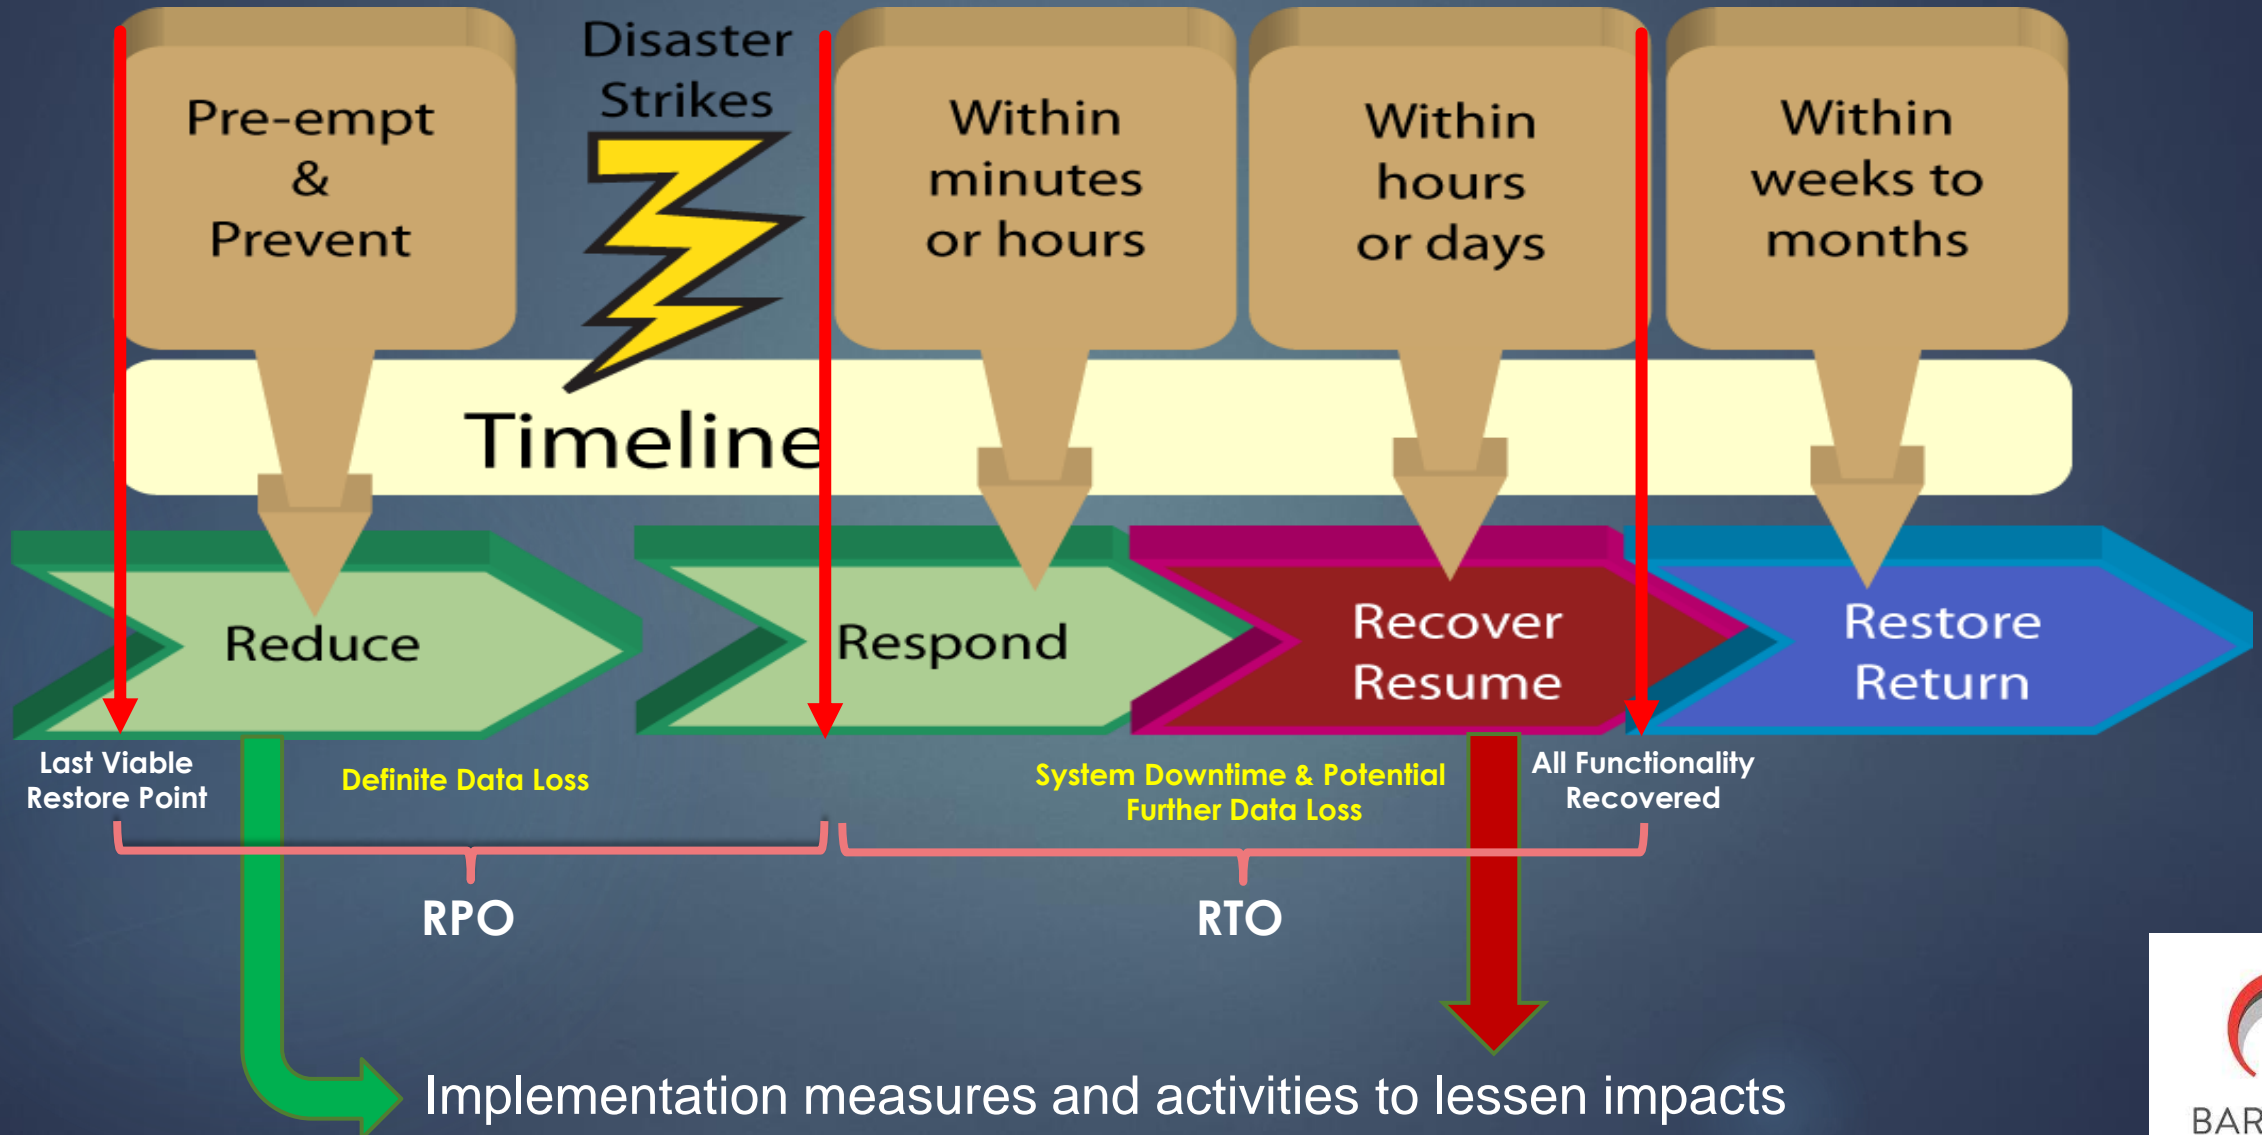 Pre-empt
&
Prevent
Disaster
Strikes
Within
minutes
or hours
Within
hours
or days
Within
weeks to
months
Timeline
Reduce
Respond
Recover
Resume
Restore
Return
Last Viable
Restore Point
Definite Data Loss
System Downtime & Potential
Further Data Loss
All Functionality
Recovered
RPO
RTO
Implementation measures and activities to lessen impacts
BAR